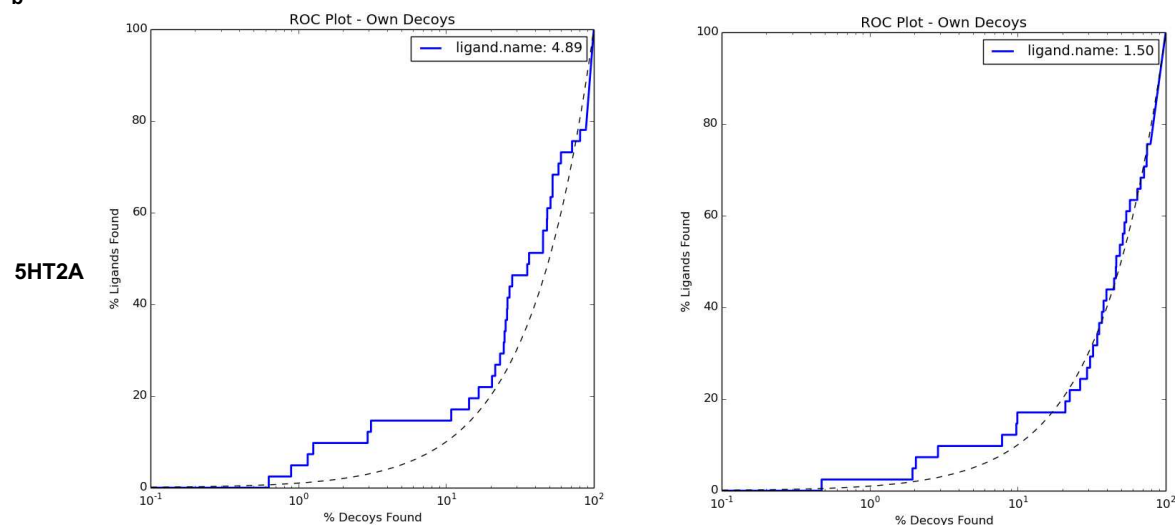 b
ROC Plot - Own Decoys
ligand.name: 4.89
100
80
60
40
20
0
% Ligands Found
10^-1
10^0
10^1
10^2
% Decoys Found
5HT2A
ROC Plot - Own Decoys
ligand.name: 1.50
100
80
60
40
20
0
% Ligands Found
10^-1
10^0
10^1
10^2
% Decoys Found